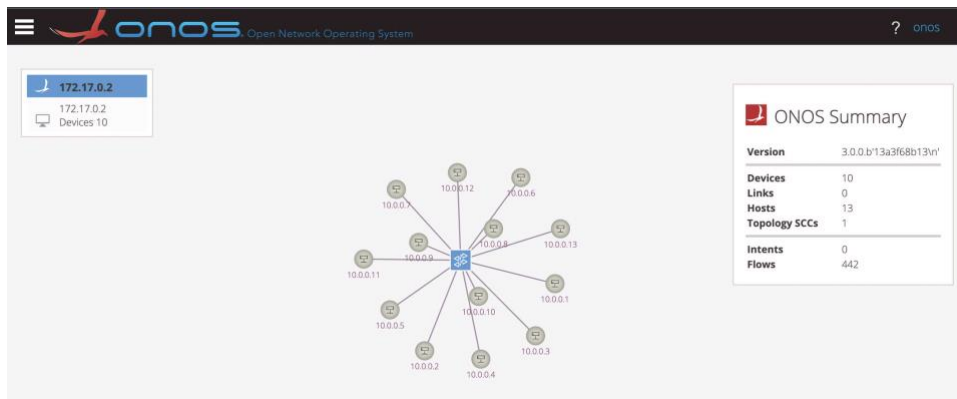 onos. Open Network Operating System
? onos
172.17.0.2
172.17.0.2
Devices 10
ONOS Summary
Version 3.0.0.b'13a3f68b13\n'
Devices 10
Links 0
Hosts 13
Topology SCCs 1
Intents 0
Flows 442
10.0.0.12
10.0.0.6
10.0.0.7
10.0.0.8
10.0.0.13
10.0.0.9
10.0.0.11
10.0.0.1
10.0.0.10
10.0.0.5
10.0.0.3
10.0.0.2
10.0.0.4